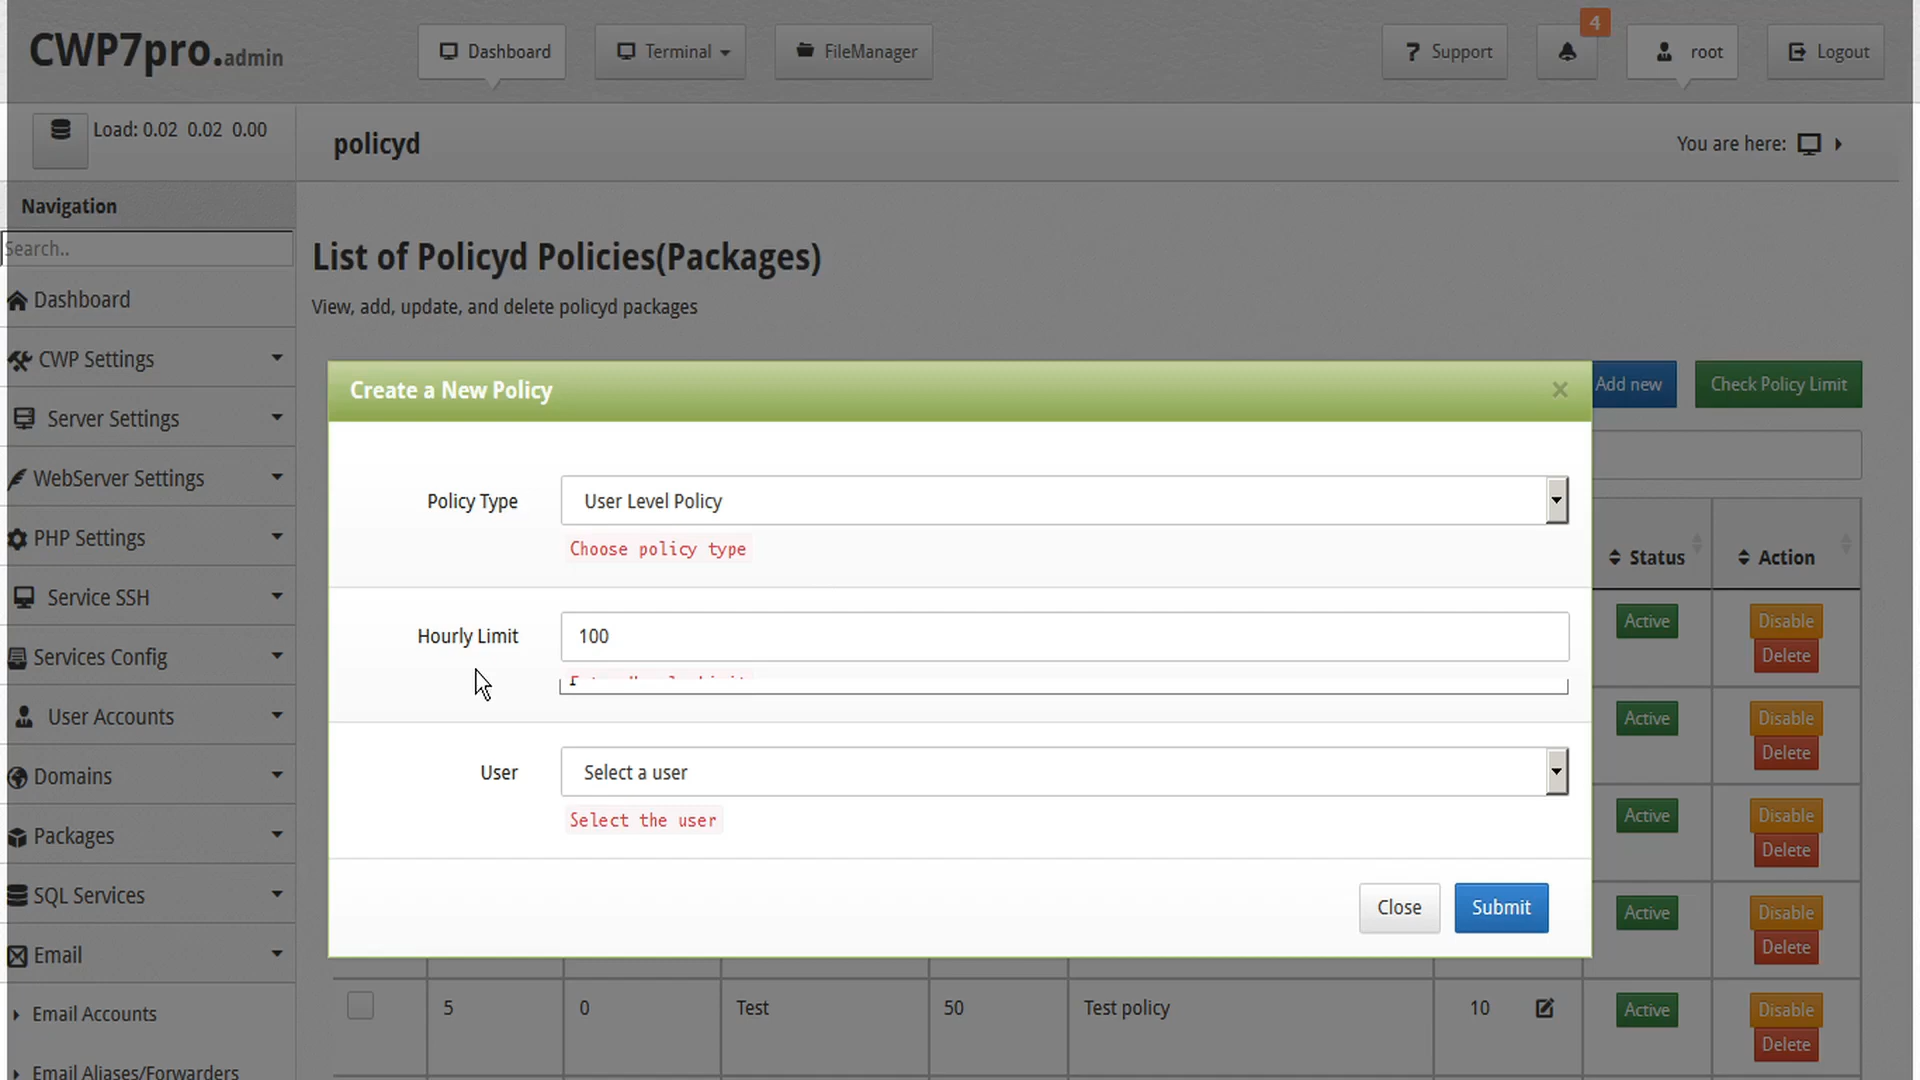 CWP7pro.admin
Dashboard
Terminal
FileManager
? Support
4
root
Logout
Load: 0.02 0.02 0.00
policyd
You are here:
Navigation
Search..
List of Policyd Policies(Packages)
View, add, update, and delete policyd packages
Dashboard
CWP Settings
Server Settings
WebServer Settings
PHP Settings
Service SSH
Services Config
User Accounts
Domains
Packages
SQL Services
Email
Email Accounts
Email Aliases/Forwarders
Add new
Check Policy Limit
Create a New Policy
×
Policy Type
User Level Policy
Choose policy type
Hourly Limit
100
User
Select a user
Select the user
Close
Submit
Status
Action
Active
Disable
Delete
Active
Disable
Delete
Active
Disable
Delete
Active
Disable
Delete
5
0
Test
50
Test policy
10
Active
Disable
Delete